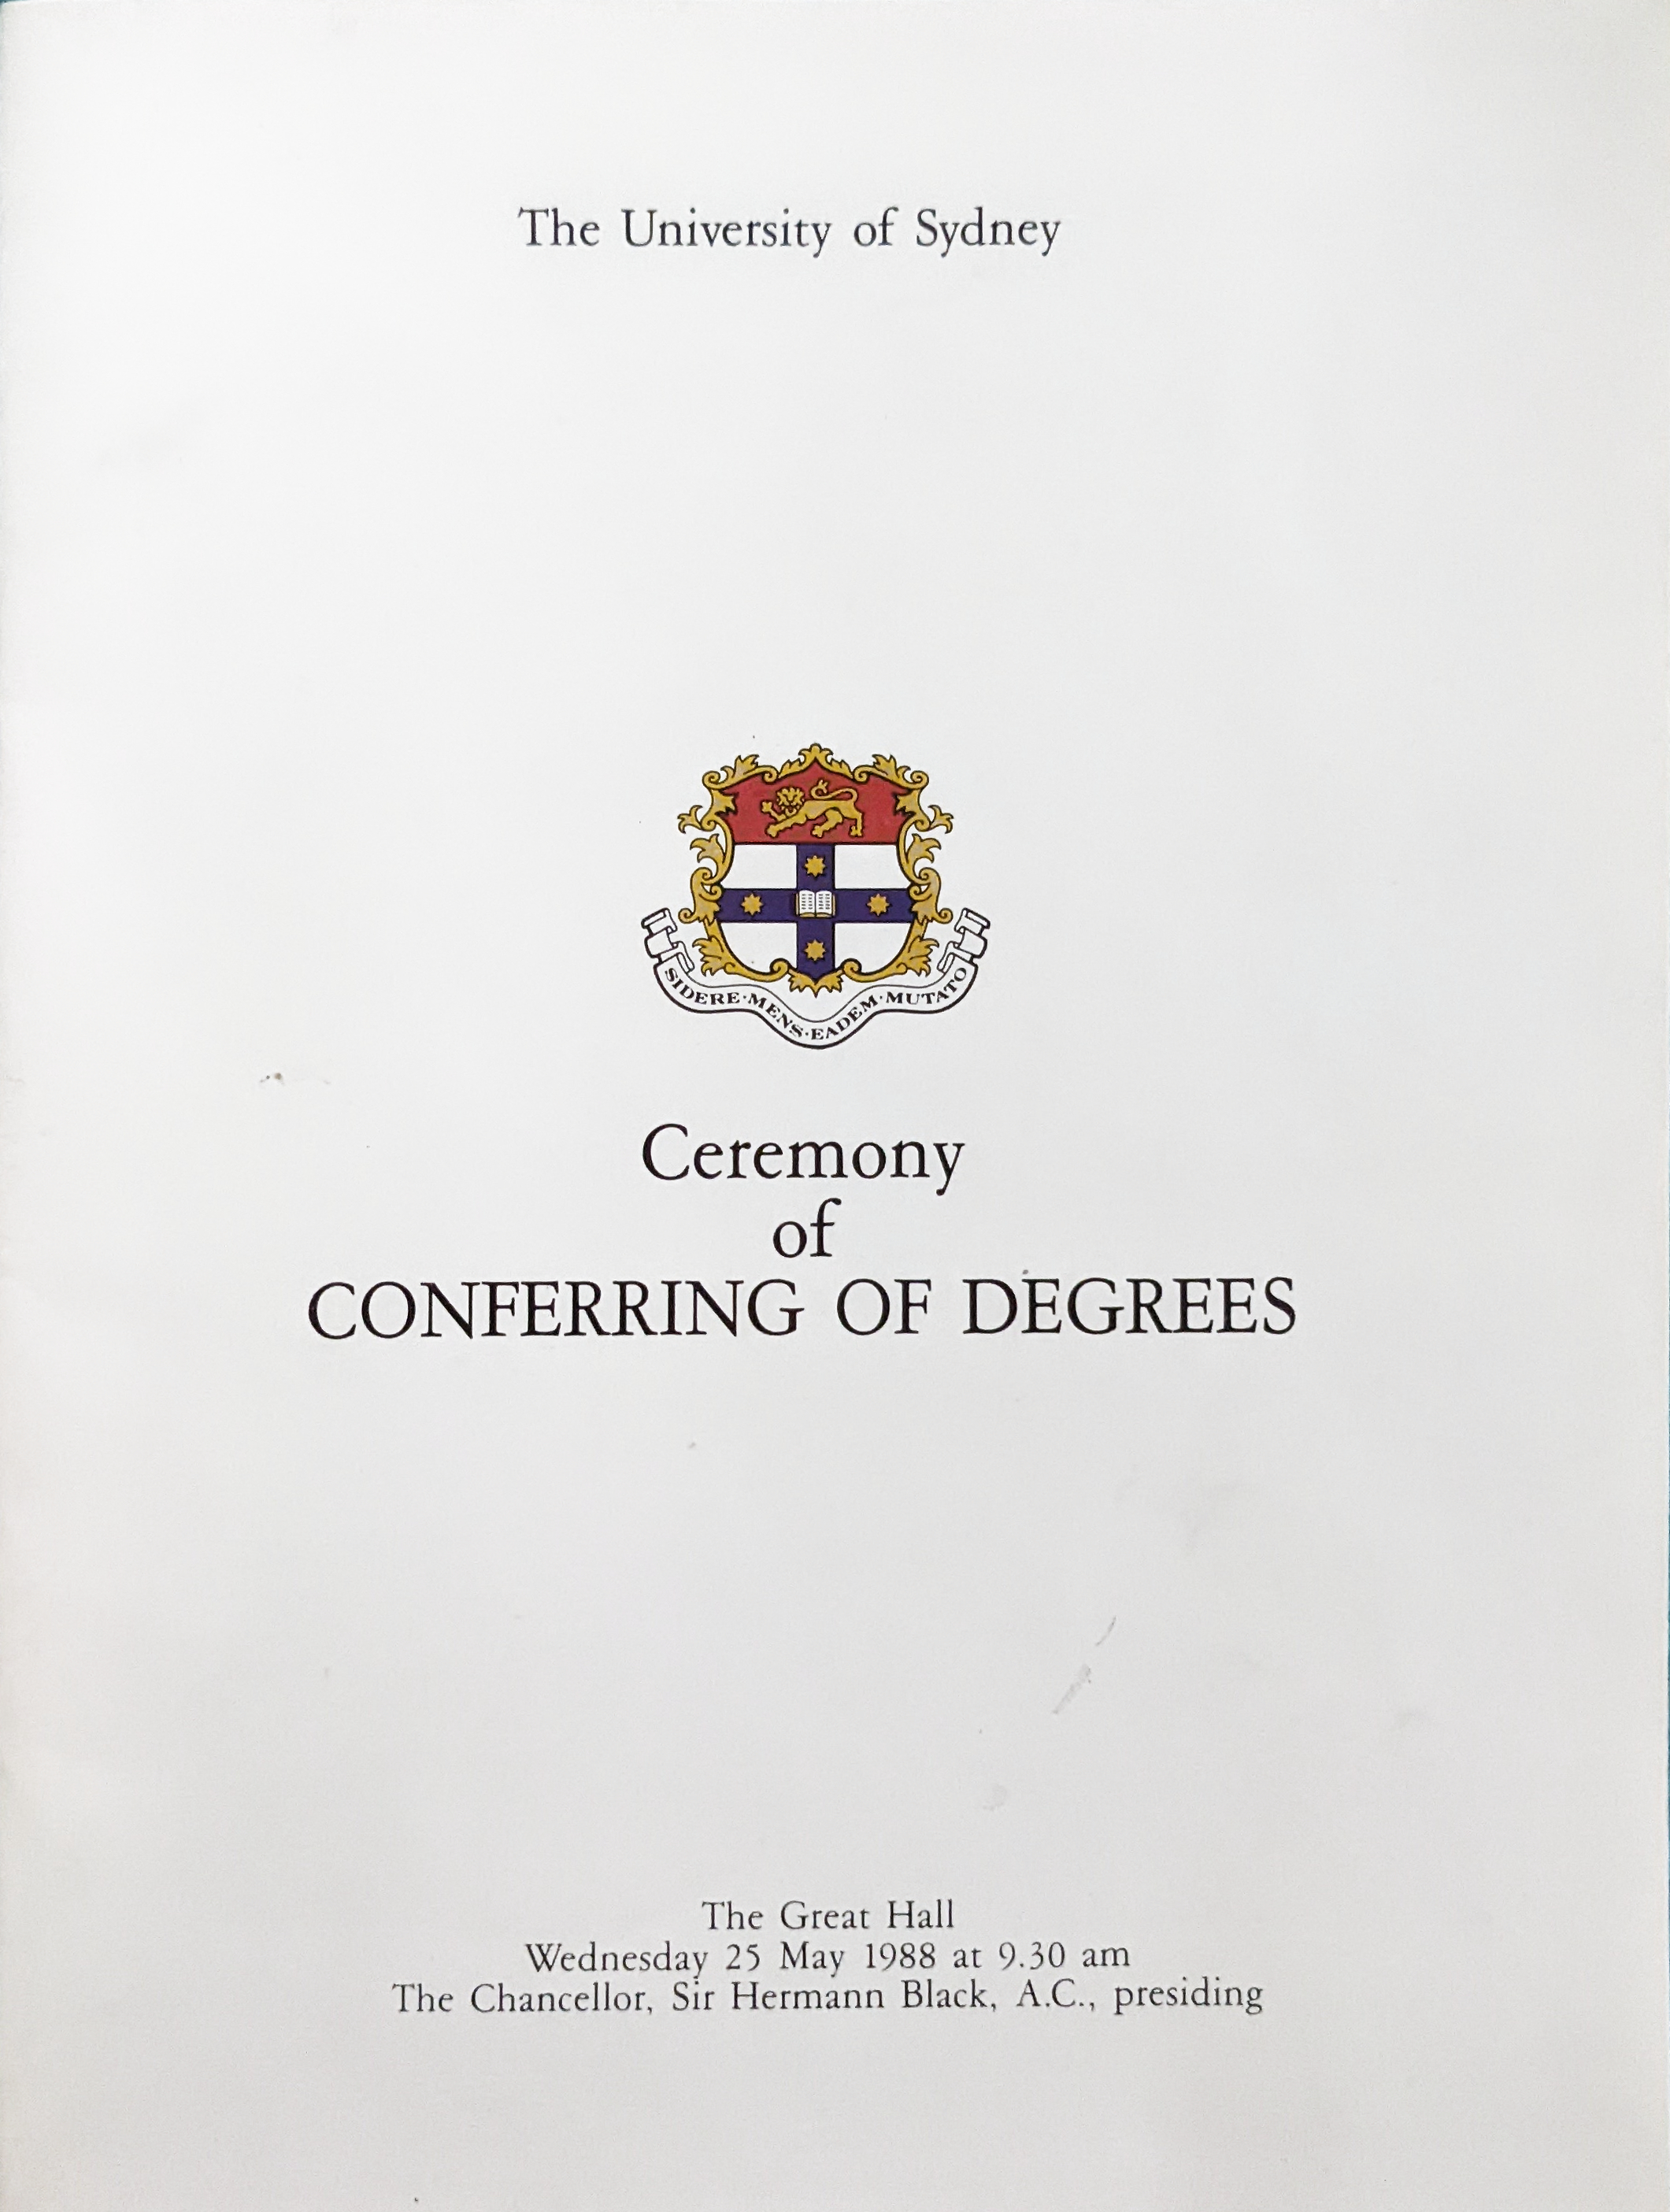 The University of Sydney
SIDERE·MENS·EADEM·MUTATO
Ceremony
of
CONFERRING OF DEGREES
The Great Hall
Wednesday 25 May 1988 at 9.30 am
The Chancellor, Sir Hermann Black, A.C., presiding